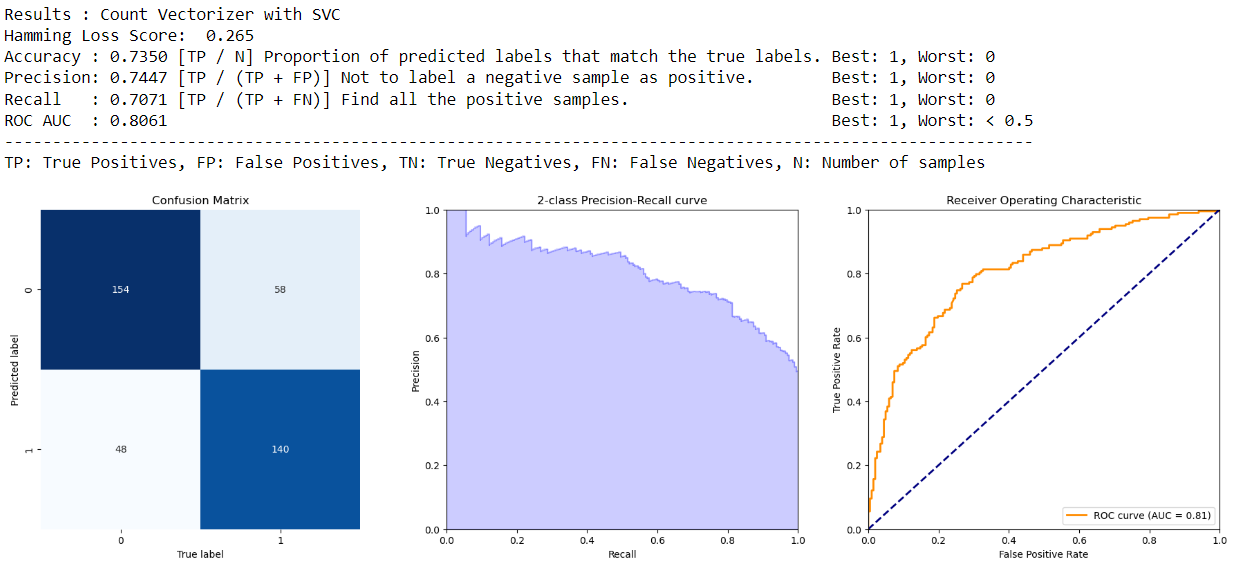 Results : Count Vectorizer with SVC
Hamming Loss Score:  0.265
Accuracy : 0.7350 [TP / N] Proportion of predicted labels that match the true labels. Best: 1, Worst: 0
Precision: 0.7447 [TP / (TP + FP)] Not to label a negative sample as positive.        Best: 1, Worst: 0
Recall   : 0.7071 [TP / (TP + FN)] Find all the positive samples.                     Best: 1, Worst: 0
ROC AUC  : 0.8061                                                                     Best: 1, Worst: < 0.5
-----------------------------------------------------------------------------------------------------------
TP: True Positives, FP: False Positives, TN: True Negatives, FN: False Negatives, N: Number of samples
Confusion Matrix
Predicted label
0
154
58
1
48
140
0
1
True label
2-class Precision-Recall curve
Precision
1.0
0.8
0.6
0.4
0.2
0.0
0.0
0.2
0.4
0.6
0.8
1.0
Recall
Receiver Operating Characteristic
True Positive Rate
1.0
0.8
0.6
0.4
0.2
0.0
ROC curve (AUC = 0.81)
0.0
0.2
0.4
0.6
0.8
1.0
False Positive Rate